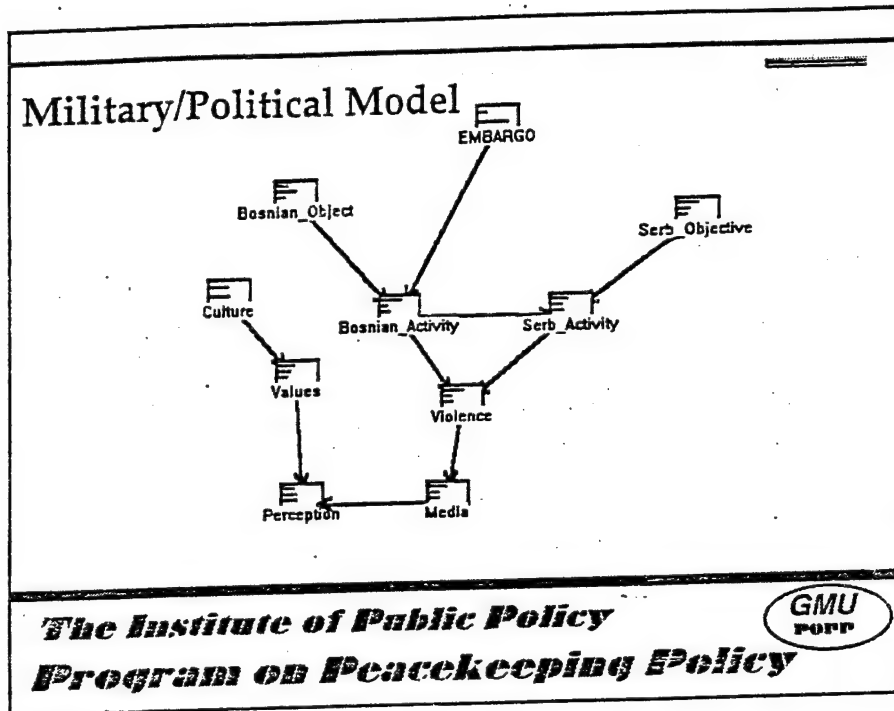 Military/Political Model
EMBARGO
Bosnian_Object
Serb_Objective
Culture
Bosnian_Activity
Serb_Activity
Values
Violence
Perception
Media
The Institute of Public Policy
GMU
POPP
Program on Peacekeeping Policy